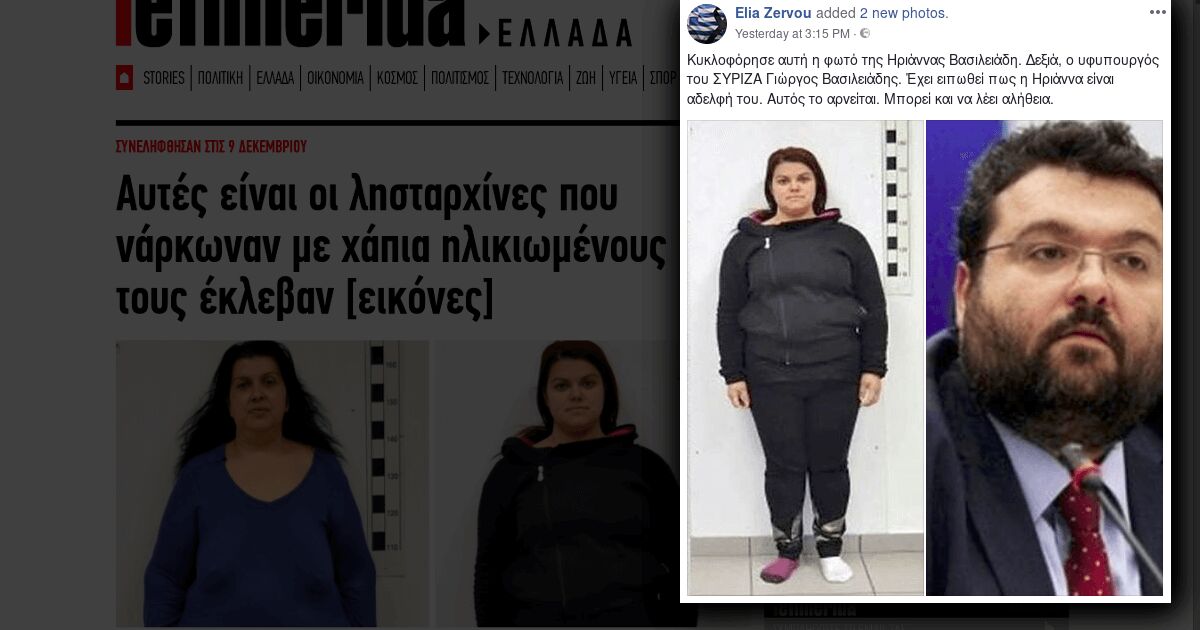 iefimerida
ΕΛΛΑΔΑ
STORIES | ΠΟΛΙΤΙΚΗ | ΕΛΛΑΔΑ | ΟΙΚΟΝΟΜΙΑ | ΚΟΣΜΟΣ | ΠΟΛΙΤΙΣΜΟΣ | ΤΕΧΝΟΛΟΓΙΑ | ΖΩΗ | ΥΓΕΙΑ | ΣΠΟΡ
ΣΥΝΕΛΗΦΘΗΣΑΝ ΣΤΙΣ 9 ΔΕΚΕΜΒΡΙΟΥ
Αυτές είναι οι λησταρχίνες που
νάρκωναν με χάπια ηλικιωμένους
τους έκλεβαν [εικόνες]
Elia Zervou added 2 new photos.
Yesterday at 3:15 PM ·
Κυκλοφόρησε αυτή η φωτό της Ηριάννας Βασιλειάδη. Δεξιά, ο υφυπουργός
του ΣΥΡΙΖΑ Γιώργος Βασιλειάδης. Έχει ειπωθεί πως η Ηριάννα είναι
αδελφή του. Αυτός το αρνείται. Μπορεί και να λέει αλήθεια.